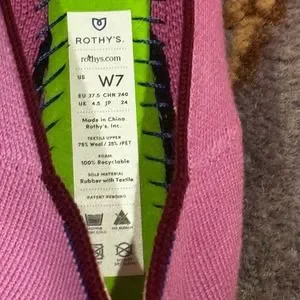 ROTHY'S.
rothys.com
US W7
EU 37.5 CHN 240
UK 4.5 JP 24
Made in China
Rothy's, Inc.
TEXTILE UPPER
75% Wool / 25% rPET
FOAM
100% Recyclable
SOLE MATERIAL
Rubber with Textile
PATENT PENDING